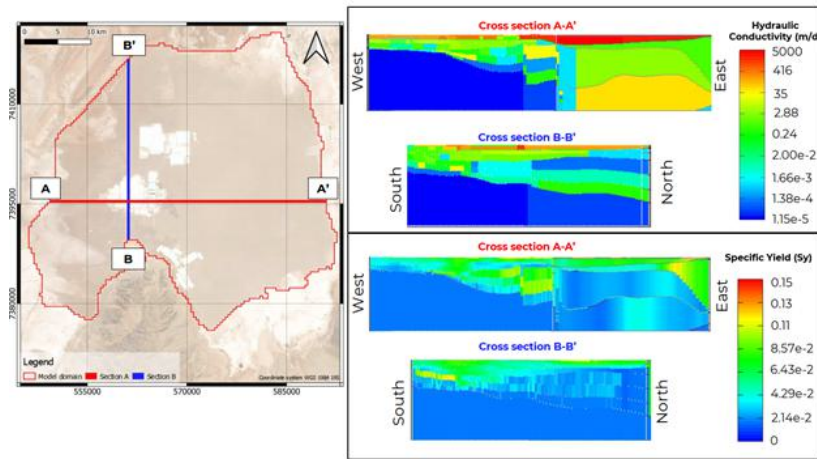 0 5 10 km
B'
7410000
A
A'
7395000
B
7380000
Legend
Model domain
Section A
Section B
555000
570000
585000
Cross section A-A'
West
East
Hydraulic
Conductivity (m/d)
5000
416
35
2.88
0.24
2.00e-2
1.66e-3
1.38e-4
1.15e-5
Cross section B-B'
South
North
Cross section A-A'
West
East
Specific Yield (Sy)
0.15
0.13
0.11
8.57e-2
6.43e-2
4.29e-2
2.14e-2
0
Cross section B-B'
South
North